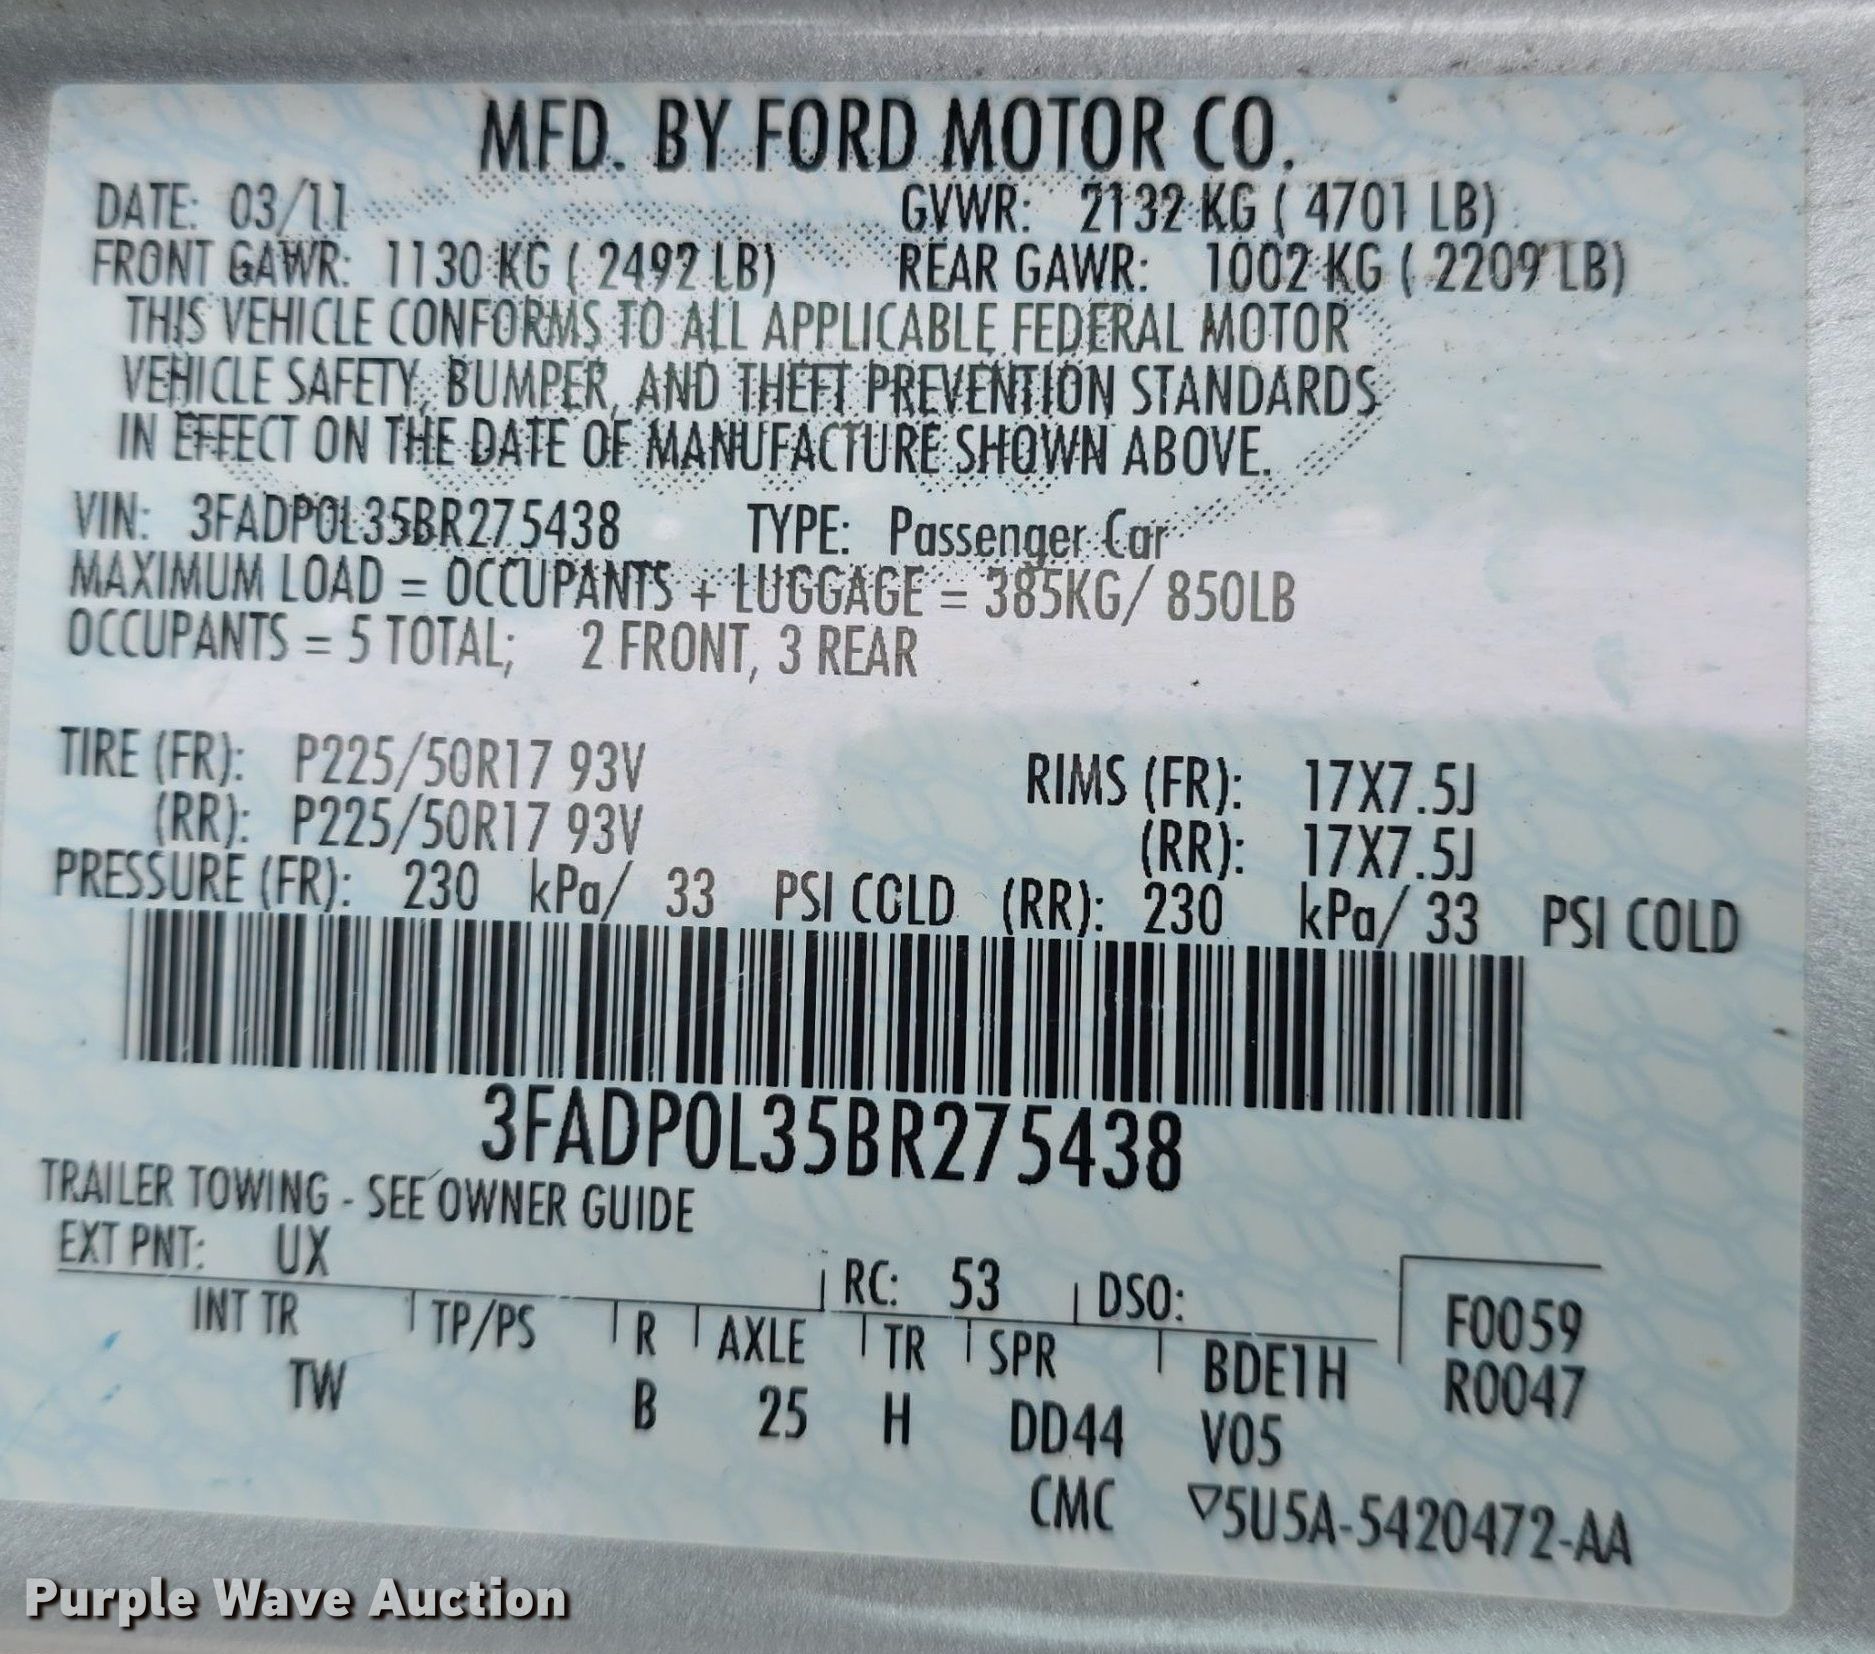 MFD. BY FORD MOTOR CO.
DATE: 03/11 GVWR: 2132 KG ( 4701 LB)
FRONT GAWR: 1130 KG ( 2492 LB) REAR GAWR: 1002 KG ( 2209 LB)
THIS VEHICLE CONFORMS TO ALL APPLICABLE FEDERAL MOTOR
VEHICLE SAFETY, BUMPER, AND THEFT PREVENTION STANDARDS
IN EFFECT ON THE DATE OF MANUFACTURE SHOWN ABOVE.
VIN: 3FADP0L35BR275438 TYPE: Passenger Car
MAXIMUM LOAD = OCCUPANTS + LUGGAGE = 385KG/ 850LB
OCCUPANTS = 5 TOTAL; 2 FRONT, 3 REAR
TIRE (FR): P225/50R17 93V RIMS (FR): 17X7.5J
(RR): P225/50R17 93V (RR): 17X7.5J
PRESSURE (FR): 230 kPa/ 33 PSI COLD (RR): 230 kPa/ 33 PSI COLD
3FADP0L35BR275438
TRAILER TOWING - SEE OWNER GUIDE
EXT PNT: UX RC: 53 DSO: F0059
INT TR TP/PS R AXLE TR SPR BDE1H R0047
TW B 25 H DD44 V05
CMC ▽5U5A-5420472-AA
Purple Wave Auction